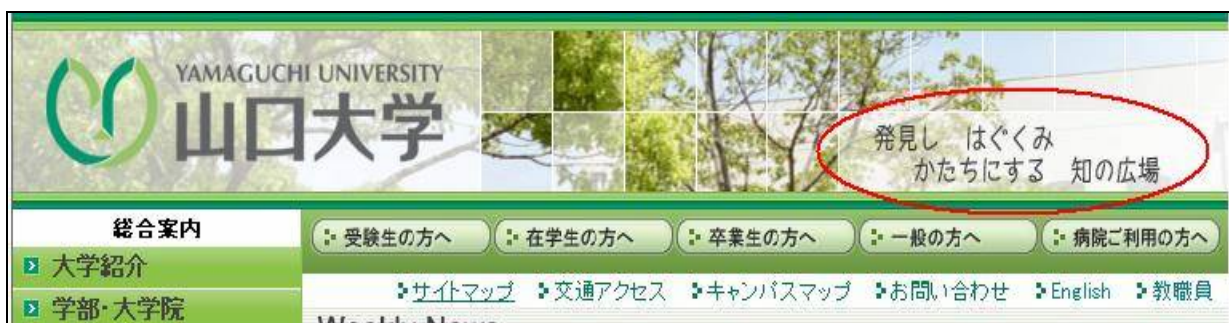 YAMAGUCHI UNIVERSITY
山口大学
発見し　はぐくみ
かたちにする　知の広場
総合案内
大学紹介
学部・大学院
受験生の方へ　在学生の方へ　卒業生の方へ　一般の方へ　病院ご利用の方へ
サイトマップ　交通アクセス　キャンパスマップ　お問い合わせ　English　教職員